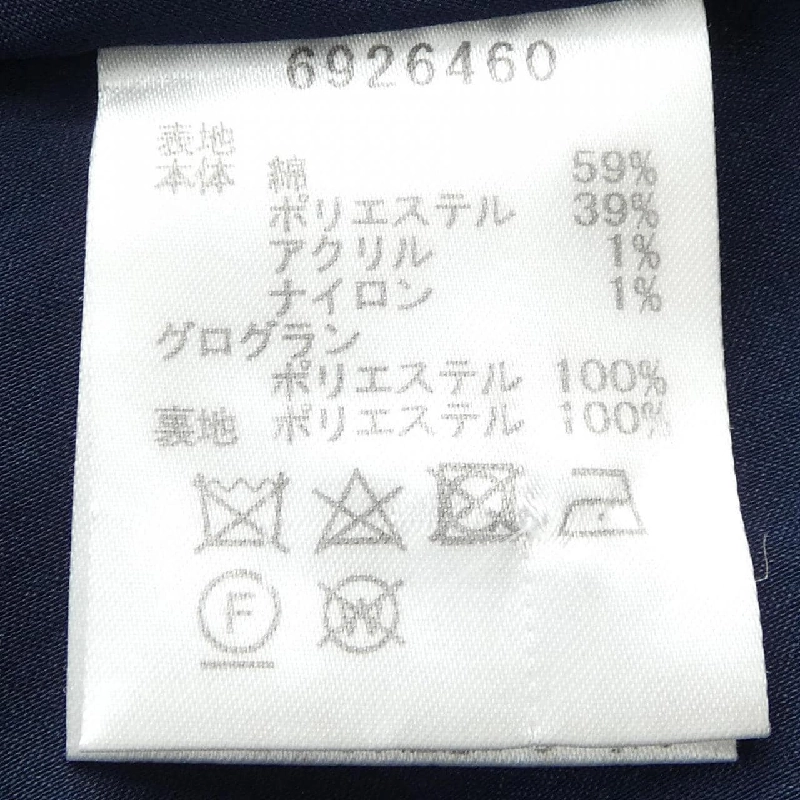 6926460
表地
本体 綿 59%
ポリエステル 39%
アクリル 1%
ナイロン 1%
グログラン
ポリエステル 100%
裏地 ポリエステル 100%
F
W